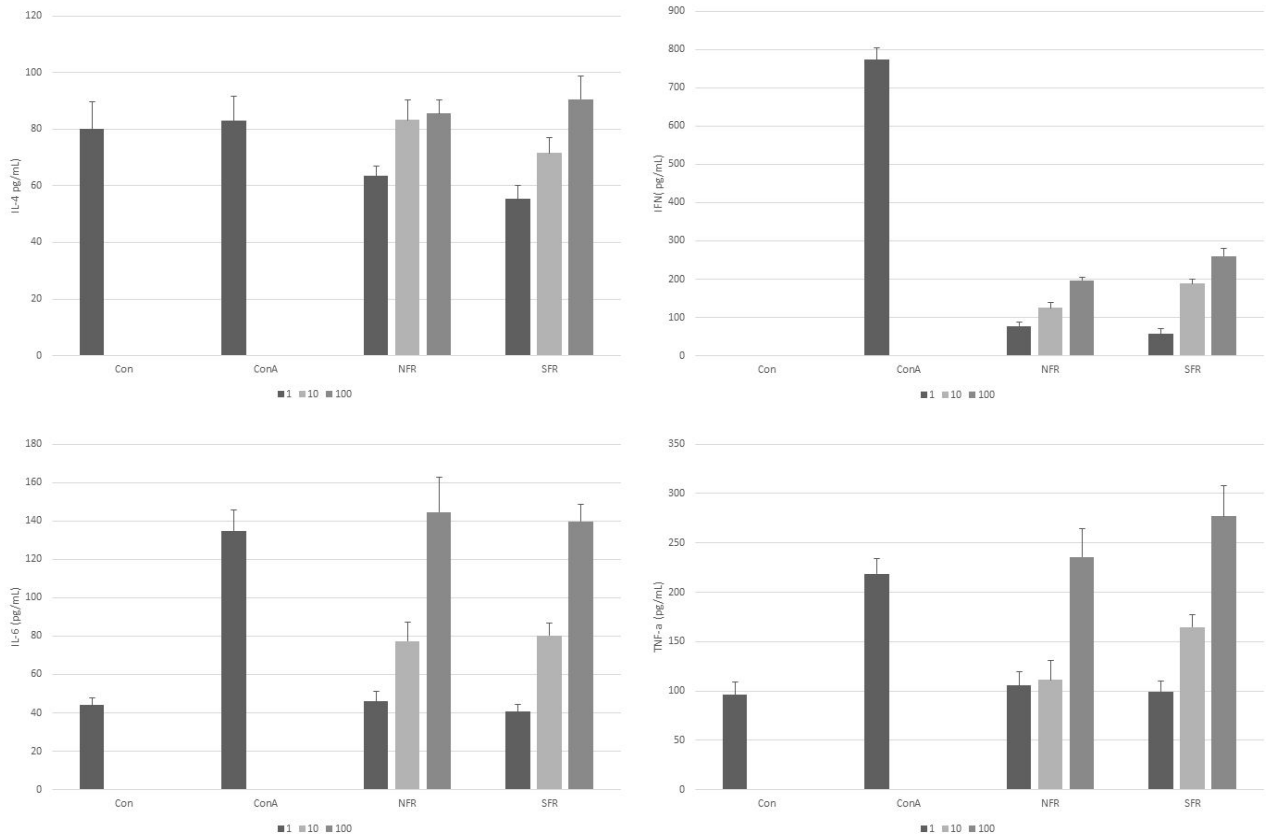 120
100
80
60
40
20
0
IL-4 pg/mL)
Con ConA NFR SFR
1 10 100
900
800
700
600
500
400
300
200
100
0
IFN( pg/mL)
Con ConA NFR SFR
1 10 100
180
160
140
120
100
80
60
40
20
0
IL-6 (pg/mL)
Con ConA NFR SFR
1 10 100
350
300
250
200
150
100
50
0
TNF-a (pg/mL)
Con ConA NFR SFR
1 10 100